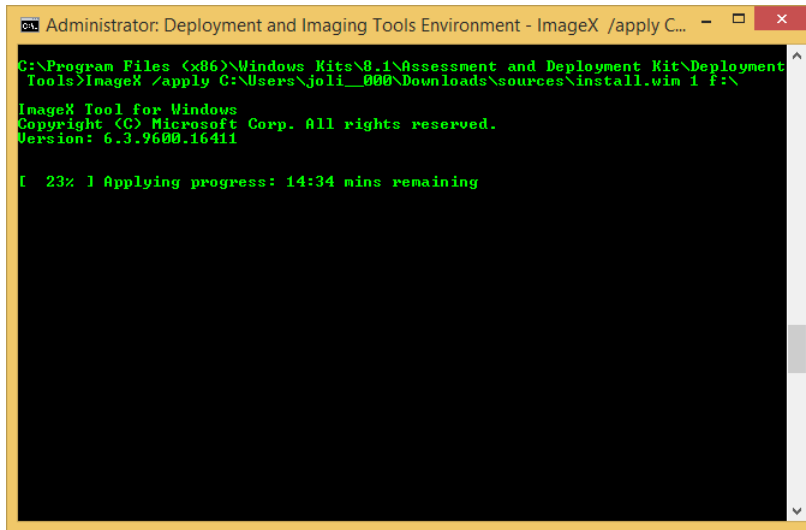 Administrator: Deployment and Imaging Tools Environment - ImageX /apply C...
C:\Program Files (x86)\Windows Kits\8.1\Assessment and Deployment Kit\Deployment
Tools>ImageX /apply C:\Users\joli__000\Downloads\sources\install.wim 1 f:\
ImageX Tool for Windows
Copyright (C) Microsoft Corp. All rights reserved.
Version: 6.3.9600.16411
[  23% ] Applying progress: 14:34 mins remaining